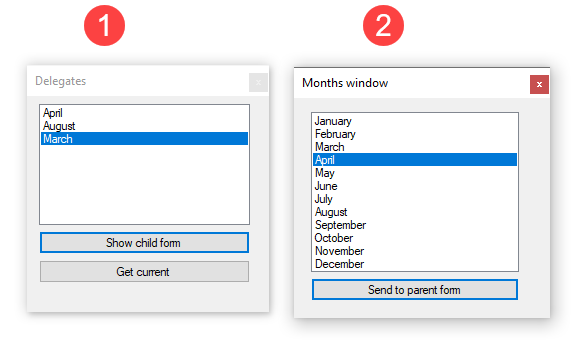 1
2
Delegates
x
April
August
March
Show child form
Get current
Months window
x
January
February
March
April
May
June
July
August
September
October
November
December
Send to parent form